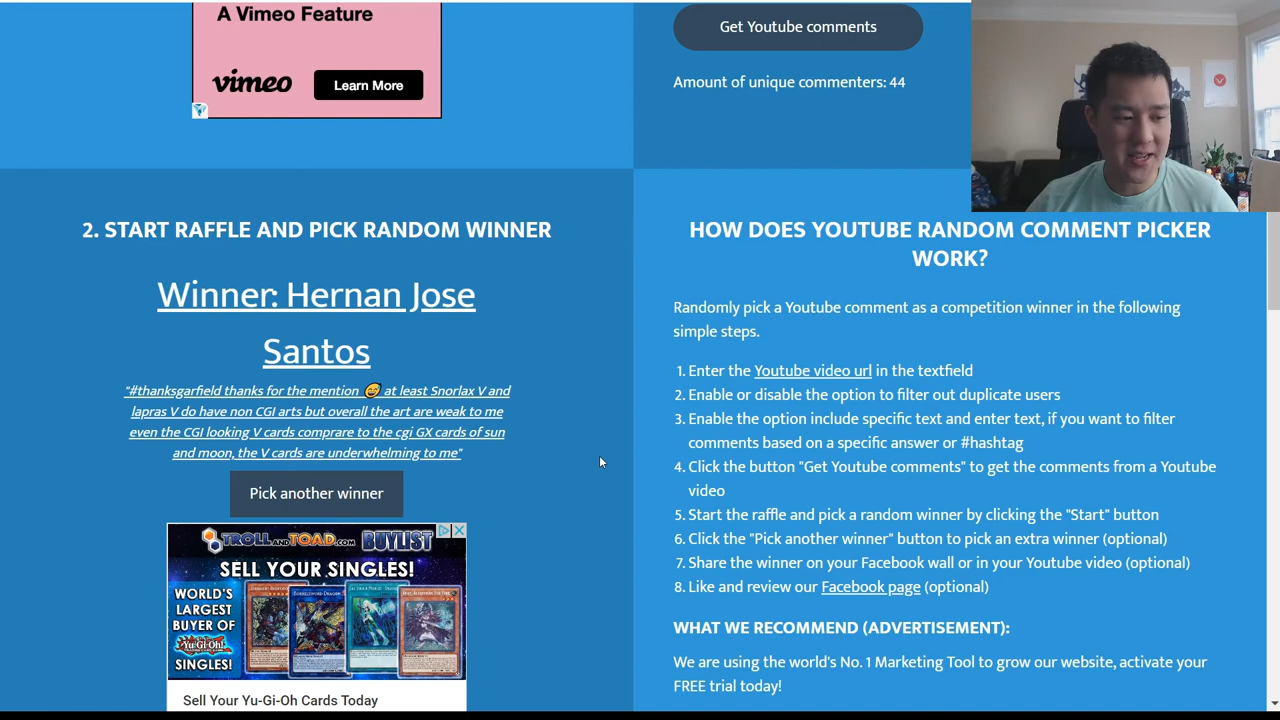 A Vimeo Feature
vimeo
Learn More
Get Youtube comments
Amount of unique commenters: 44
2. START RAFFLE AND PICK RANDOM WINNER
Winner: Hernan Jose
Santos
"#thanksgarfield thanks for the mention 😅 at least Snorlax V and
lapras V do have non CGI arts but overall the art are weak to me
even the CGI looking V cards comprare to the cgi GX cards of sun
and moon, the V cards are underwhelming to me"
Pick another winner
TROLL AND TOAD.COM BUYLIST
SELL YOUR SINGLES!
WORLD'S
LARGEST
BUYER OF
Yu-Gi-Oh!
SINGLES!
Sell Your Yu-Gi-Oh Cards Today
HOW DOES YOUTUBE RANDOM COMMENT PICKER
WORK?
Randomly pick a Youtube comment as a competition winner in the following
simple steps.
1. Enter the Youtube video url in the textfield
2. Enable or disable the option to filter out duplicate users
3. Enable the option include specific text and enter text, if you want to filter
comments based on a specific answer or #hashtag
4. Click the button "Get Youtube comments" to get the comments from a Youtube
video
5. Start the raffle and pick a random winner by clicking the "Start" button
6. Click the "Pick another winner" button to pick an extra winner (optional)
7. Share the winner on your Facebook wall or in your Youtube video (optional)
8. Like and review our Facebook page (optional)
WHAT WE RECOMMEND (ADVERTISEMENT):
We are using the world's No. 1 Marketing Tool to grow our website, activate your
FREE trial today!